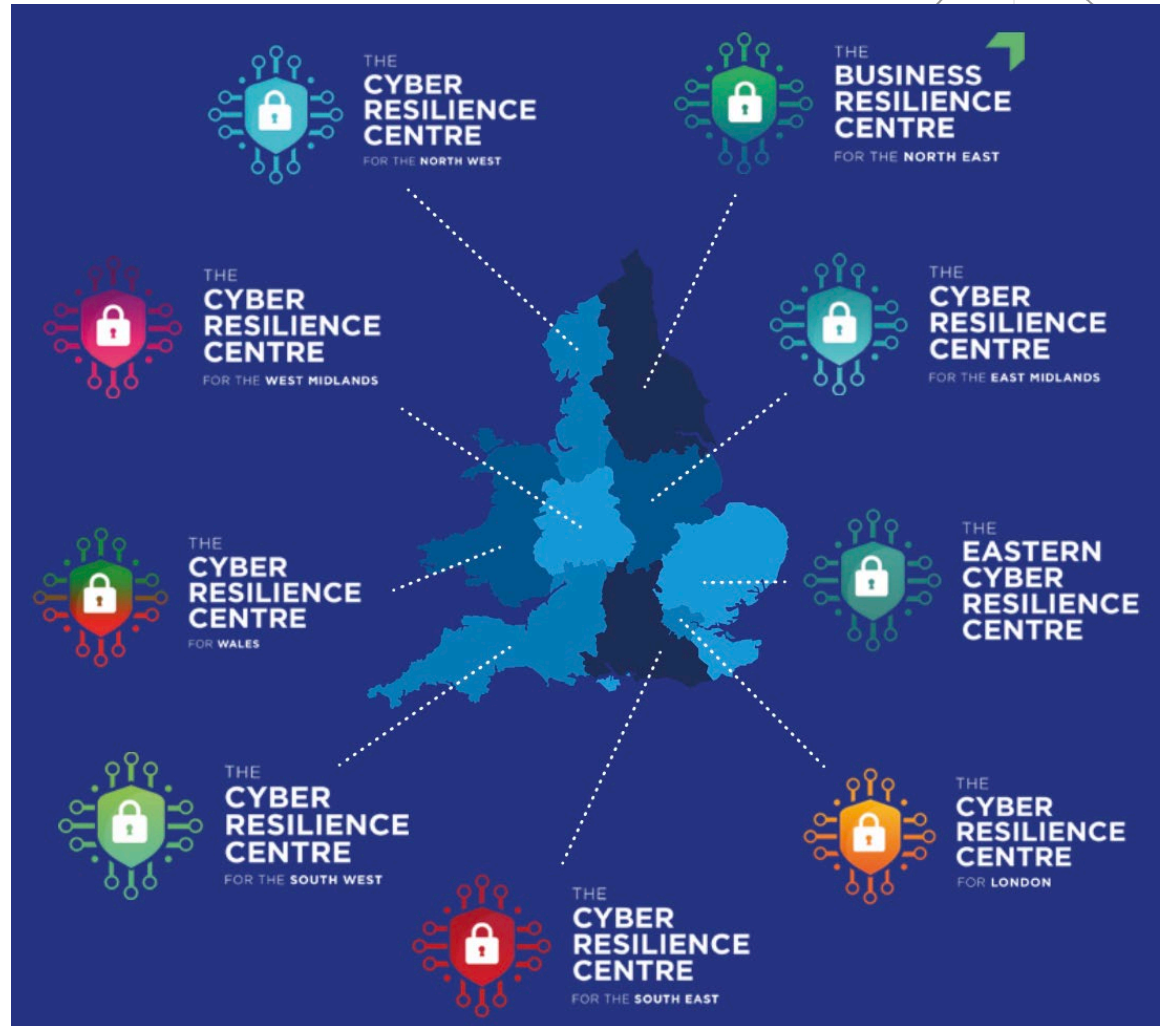 THE
CYBER
RESILIENCE
CENTRE
FOR THE NORTH WEST
THE
BUSINESS
RESILIENCE
CENTRE
FOR THE NORTH EAST
THE
CYBER
RESILIENCE
CENTRE
FOR THE WEST MIDLANDS
THE
CYBER
RESILIENCE
CENTRE
FOR THE EAST MIDLANDS
THE
CYBER
RESILIENCE
CENTRE
FOR WALES
THE
EASTERN
CYBER
RESILIENCE
CENTRE
THE
CYBER
RESILIENCE
CENTRE
FOR THE SOUTH WEST
THE
CYBER
RESILIENCE
CENTRE
FOR LONDON
THE
CYBER
RESILIENCE
CENTRE
FOR THE SOUTH EAST